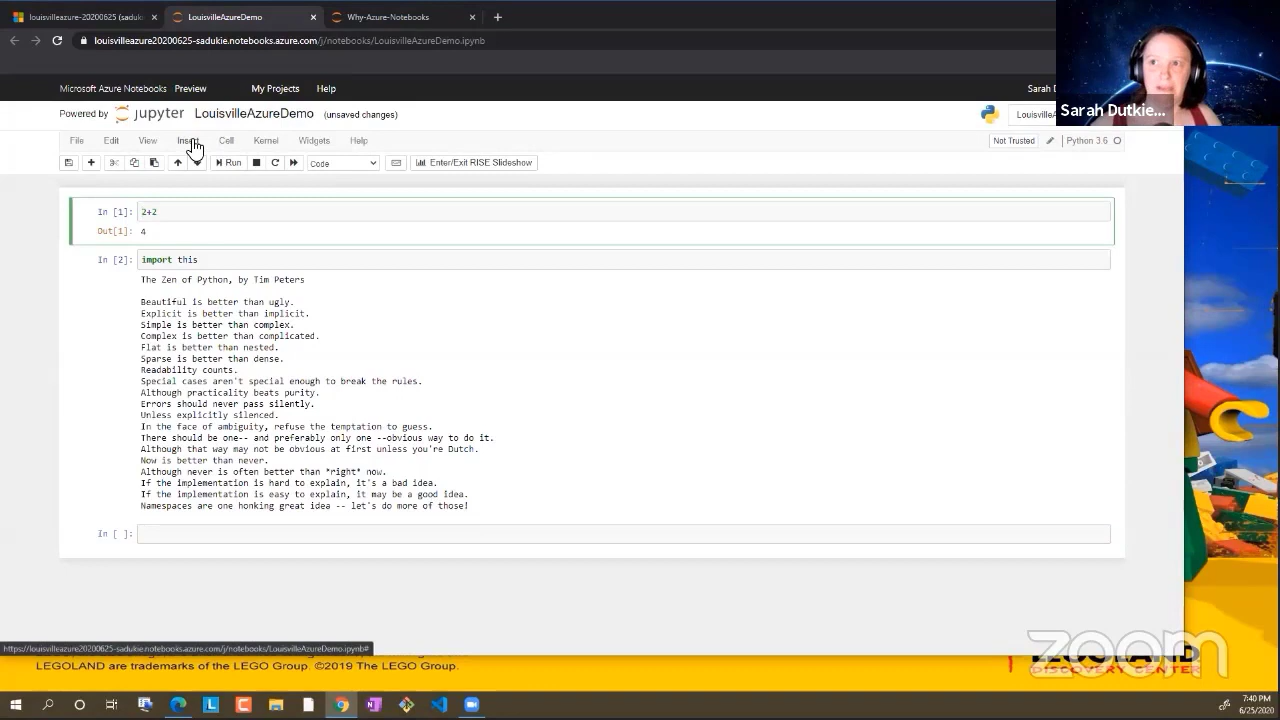 louisvilleazure-20200625 (saduki
LouisvilleAzureDemo
Why-Azure-Notebooks
louisvilleazure20200625-sadukie.notebooks.azure.com/j/notebooks/LouisvilleAzureDemo.ipynb
Microsoft Azure Notebooks Preview My Projects Help Sarah D
Sarah Dutkie...
Powered by jupyter LouisvilleAzureDemo (unsaved changes) Louisville
File Edit View Insert Cell Kernel Widgets Help Not Trusted Python 3.6
Run Code Enter/Exit RISE Slideshow
In [1]: 2+2
Out[1]: 4
In [2]: import this
The Zen of Python, by Tim Peters
Beautiful is better than ugly.
Explicit is better than implicit.
Simple is better than complex.
Complex is better than complicated.
Flat is better than nested.
Sparse is better than dense.
Readability counts.
Special cases aren't special enough to break the rules.
Although practicality beats purity.
Errors should never pass silently.
Unless explicitly silenced.
In the face of ambiguity, refuse the temptation to guess.
There should be one-- and preferably only one --obvious way to do it.
Although that way may not be obvious at first unless you're Dutch.
Now is better than never.
Although never is often better than *right* now.
If the implementation is hard to explain, it's a bad idea.
If the implementation is easy to explain, it may be a good idea.
Namespaces are one honking great idea -- let's do more of those!
In [ ]:
https://louisvilleazure20200625-sadukie.notebooks.azure.com/j/notebooks/LouisvilleAzureDemo.ipynb#
LEGOLAND are trademarks of the LEGO Group. ©2019 The LEGO Group.
zoom
LEGOLAND
DISCOVERY CENTER
7:40 PM
6/25/2020